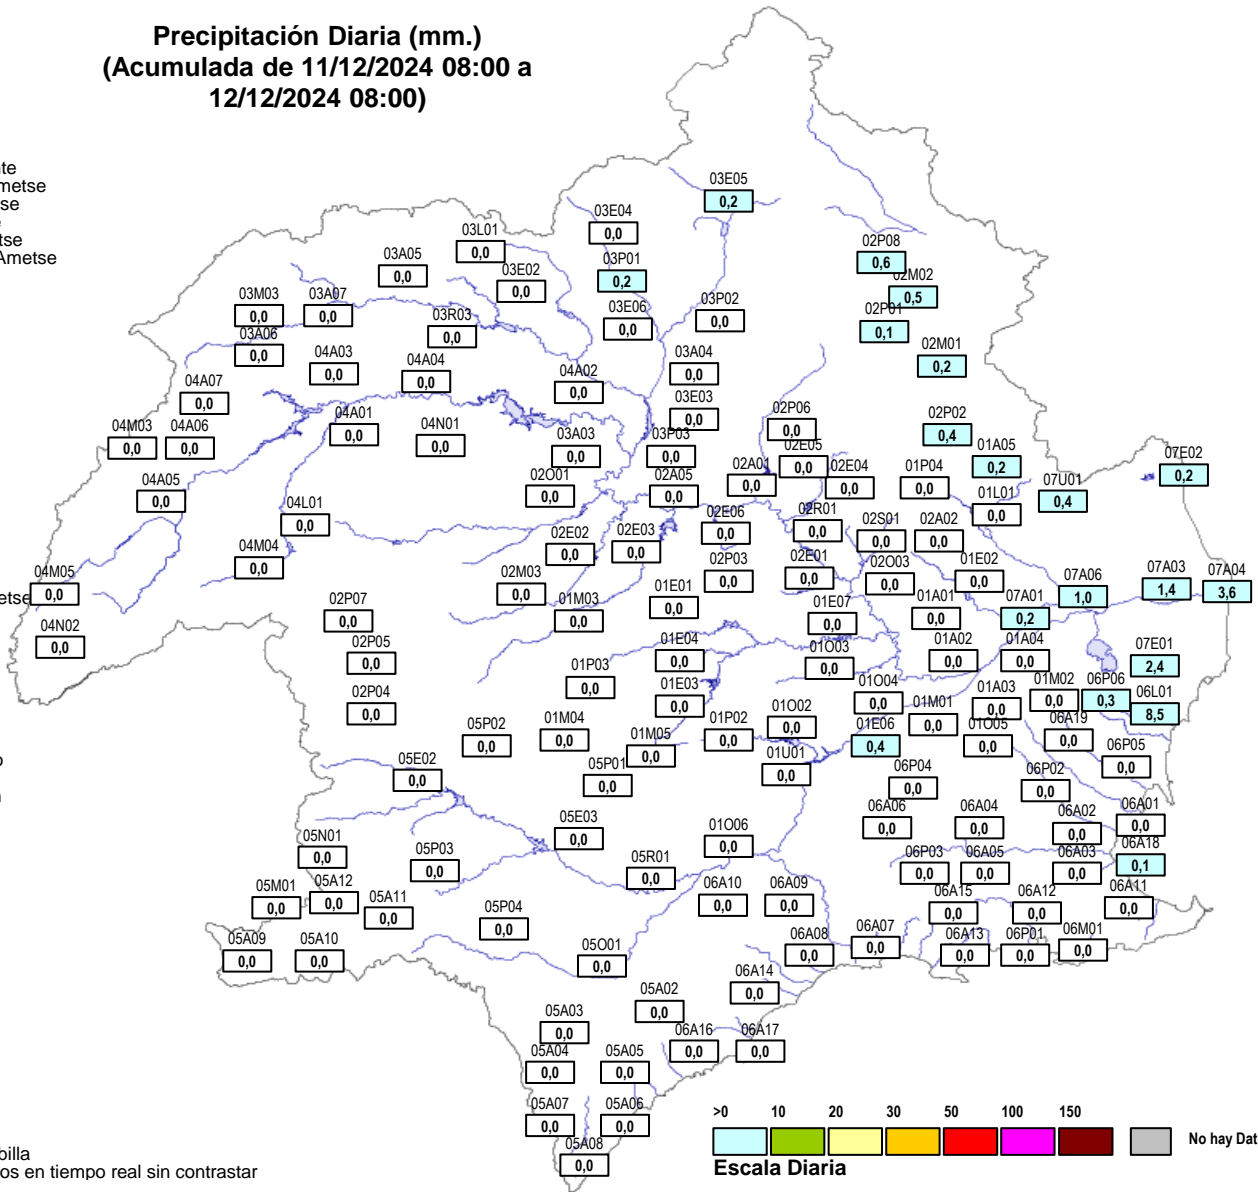 Precipitación Diaria (mm.)
(Acumulada de 11/12/2024 08:00 a
12/12/2024 08:00)
nte
metse
tse
e
tse
Ametse
03E05
0,2
03E04
0,0
03L01
0,0
02P08
0,6
03A05
0,0
03P01
0,2
03E02
0,0
02M02
0,5
03M03
0,0
03A07
0,0
03P02
0,0
03E06
0,0
02P01
0,1
03R03
0,0
03A06
0,0
02M01
0,2
04A03
0,0
04A04
0,0
03A04
0,0
04A02
0,0
04A07
0,0
03E03
0,0
04A01
0,0
02P06
0,0
02P02
0,4
04M03
0,0
04A06
0,0
04N01
0,0
03A03
0,0
03P03
0,0
02E05
0,0
01A05
0,2
07E02
0,2
02A01
0,0
02E04
0,0
01P04
0,0
07U01
0,4
04A05
0,0
02O01
0,0
02A05
0,0
01L01
0,0
04L01
0,0
02E06
0,0
02R01
0,0
02S01
0,0
02A02
0,0
02E02
0,0
02E03
0,0
04M04
0,0
02P03
0,0
02E01
0,0
02O03
0,0
01E02
0,0
07A03
1,4
07A04
3,6
04M05
0,0
etse
02M03
0,0
07A06
1,0
01E01
0,0
02P07
0,0
01M03
0,0
01E07
0,0
01A01
0,0
07A01
0,2
04N02
0,0
02P05
0,0
01E04
0,0
01O03
0,0
01A02
0,0
01A04
0,0
07E01
2,4
01P03
0,0
01E03
0,0
01O04
0,0
01A03
0,0
01M02
0,0
06P06
0,3
06L01
8,5
02P04
0,0
01O02
0,0
01M01
0,0
05P02
0,0
01M04
0,0
01P02
0,0
01E06
0,4
01O05
0,0
06A19
0,0
01M05
0,0
06P05
0,0
o
05E02
0,0
05P01
0,0
01U01
0,0
06P04
0,0
06P02
0,0
06A06
0,0
06A04
0,0
06A02
0,0
06A01
0,0
05E03
0,0
01O06
0,0
05N01
0,0
05P03
0,0
05R01
0,0
06P03
0,0
06A05
0,0
06A03
0,0
06A18
0,1
05M01
0,0
05A12
0,0
05A11
0,0
06A10
0,0
06A09
0,0
06A15
0,0
06A12
0,0
06A11
0,0
05P04
0,0
05A09
0,0
05A10
0,0
05O01
0,0
06A08
0,0
06A07
0,0
06A13
0,0
06P01
0,0
06M01
0,0
06A14
0,0
05A02
0,0
05A03
0,0
06A16
0,0
06A17
0,0
05A04
0,0
05A05
0,0
05A07
0,0
05A06
0,0
05A08
0,0
>0 10 20 30 50 100 150
No hay Dat
Escala Diaria
billa
os en tiempo real sin contrastar